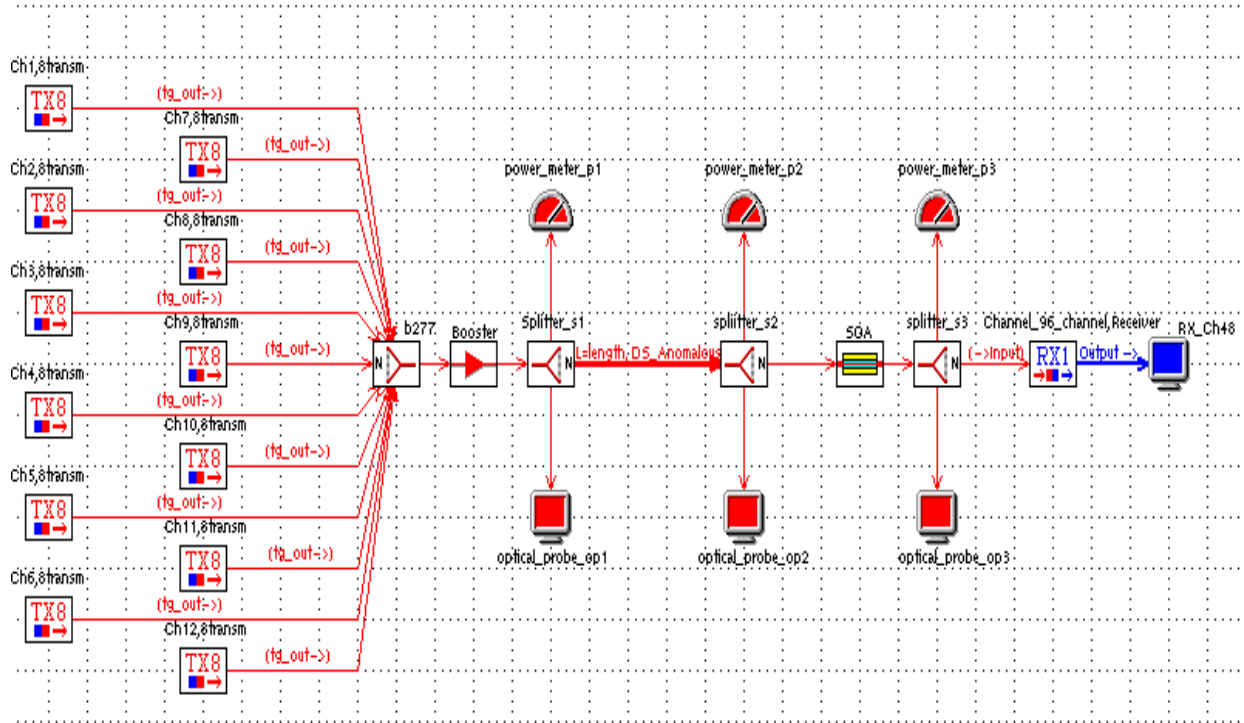 Ch1,8transm
TX8
(tg_out->)
Ch7,8transm
TX8
(tg_out->)
Ch2,8transm
TX8
(tg_out->)
Ch8,8transm
TX8
(tg_out->)
Ch3,8transm
TX8
(tg_out->)
Ch9,8transm
TX8
(tg_out->)
Ch4,8transm
TX8
(tg_out->)
Ch10,8transm
TX8
(tg_out->)
Ch5,8transm
TX8
(tg_out->)
Ch11,8transm
TX8
(tg_out->)
Ch6,8transm
TX8
(tg_out->)
Ch12,8transm
TX8
(tg_out->)
b277
N
Booster
power_meter_p1
Splitter_s1
N
optical_probe_op1
L=length,DS_Anomalous
power_meter_p2
spliiter_s2
N
optical_probe_op2
SOA
power_meter_p3
splitter_s3
N
optical_probe_op3
(->Input)
Channel_96_channel,Receiver
RX1
Output ->
RX_Ch48